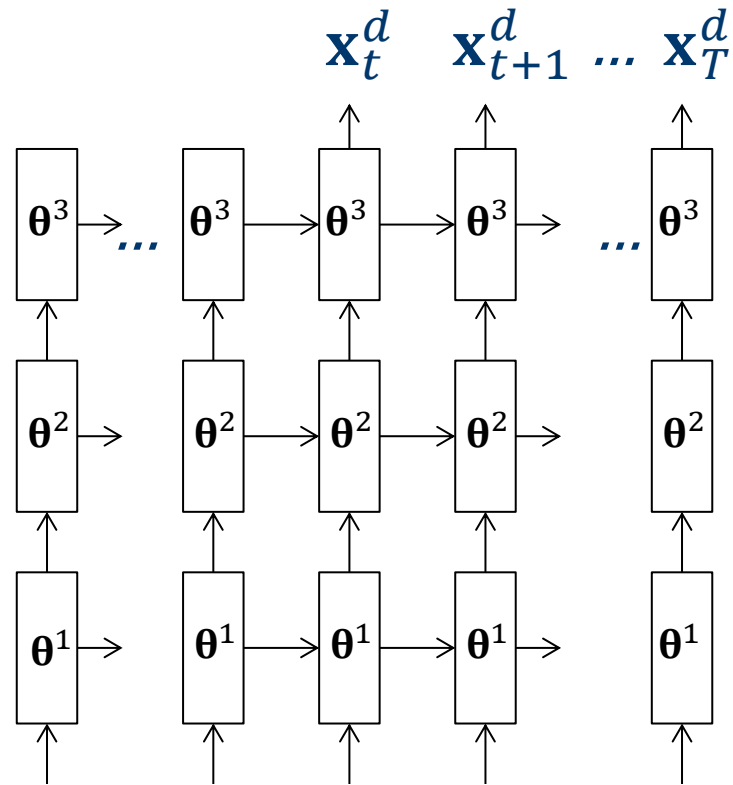 𝐱_t^d 𝐱_{t+1}^d ... 𝐱_T^d
𝛉³ ... 𝛉³ 𝛉³ 𝛉³ ... 𝛉³
𝛉² 𝛉² 𝛉² 𝛉² 𝛉²
𝛉¹ 𝛉¹ 𝛉¹ 𝛉¹ 𝛉¹